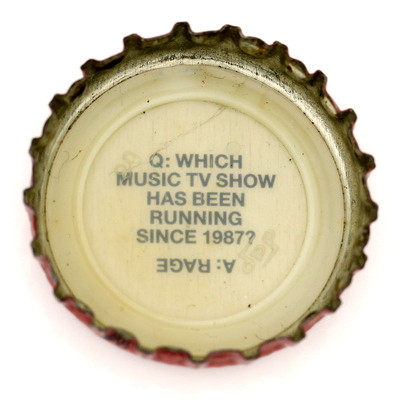 Q: WHICH
MUSIC TV SHOW
HAS BEEN
RUNNING
SINCE 1987?
A: RAGE